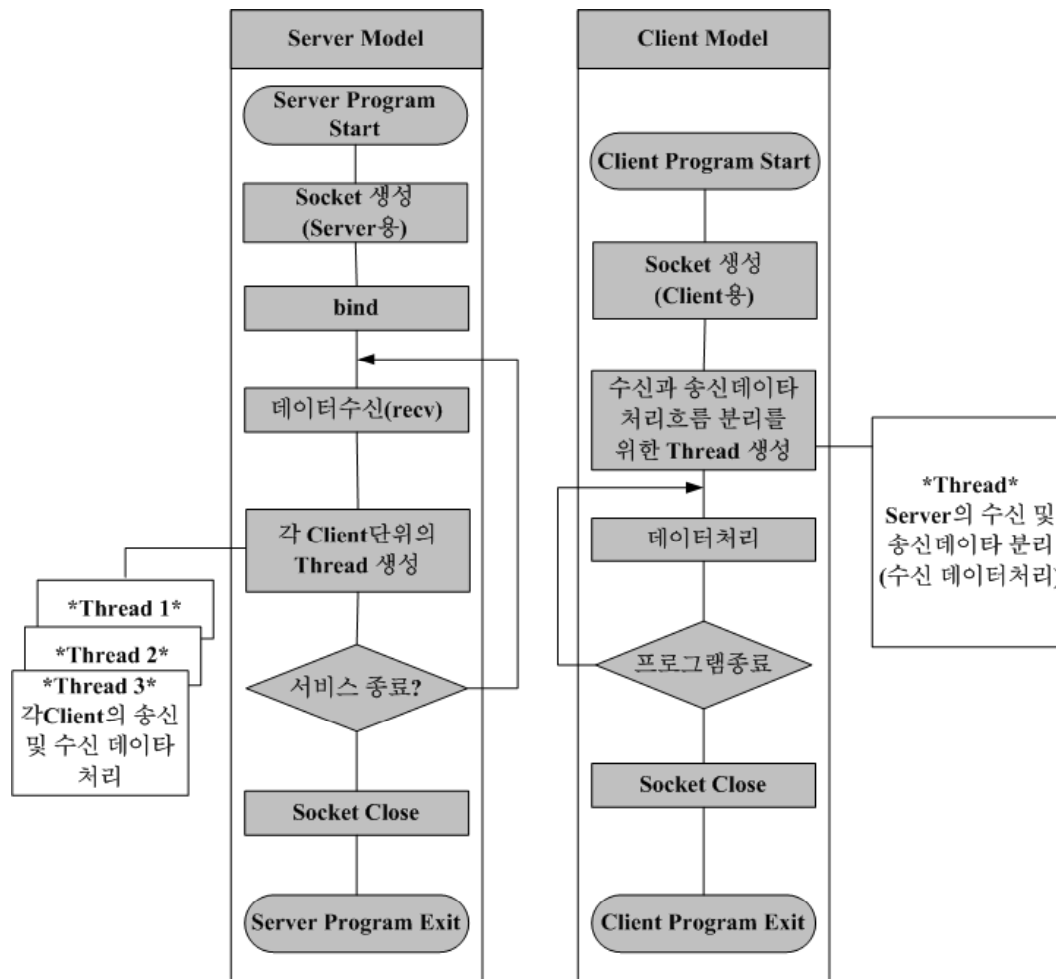 Server Model
Server Program
Start
Socket 생성
(Server용)
bind
데이터수신(recv)
각 Client단위의
Thread 생성
*Thread 1*
*Thread 2*
*Thread 3*
각Client의 송신
및 수신 데이타
처리
서비스 종료?
Socket Close
Server Program Exit
Client Model
Client Program Start
Socket 생성
(Client용)
수신과 송신데이타
처리흐름 분리를
위한 Thread 생성
*Thread*
Server의 수신 및
송신데이타 분리
(수신 데이터처리)
데이터처리
프로그램종료
Socket Close
Client Program Exit